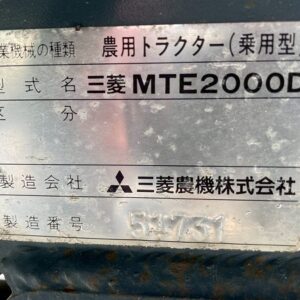 業機械の種類 農用トラクター(乗用型)
型式名 三菱MTE2000D
区分
製造会社 三菱農機株式会社
製造番号